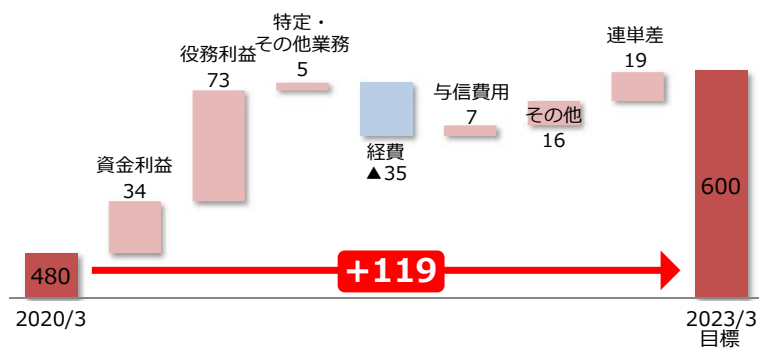 480
2020/3
資金利益
34
役務利益
73
特定・
その他業務
5
経費
▲35
与信費用
7
その他
16
連単差
19
+119
600
2023/3
目標